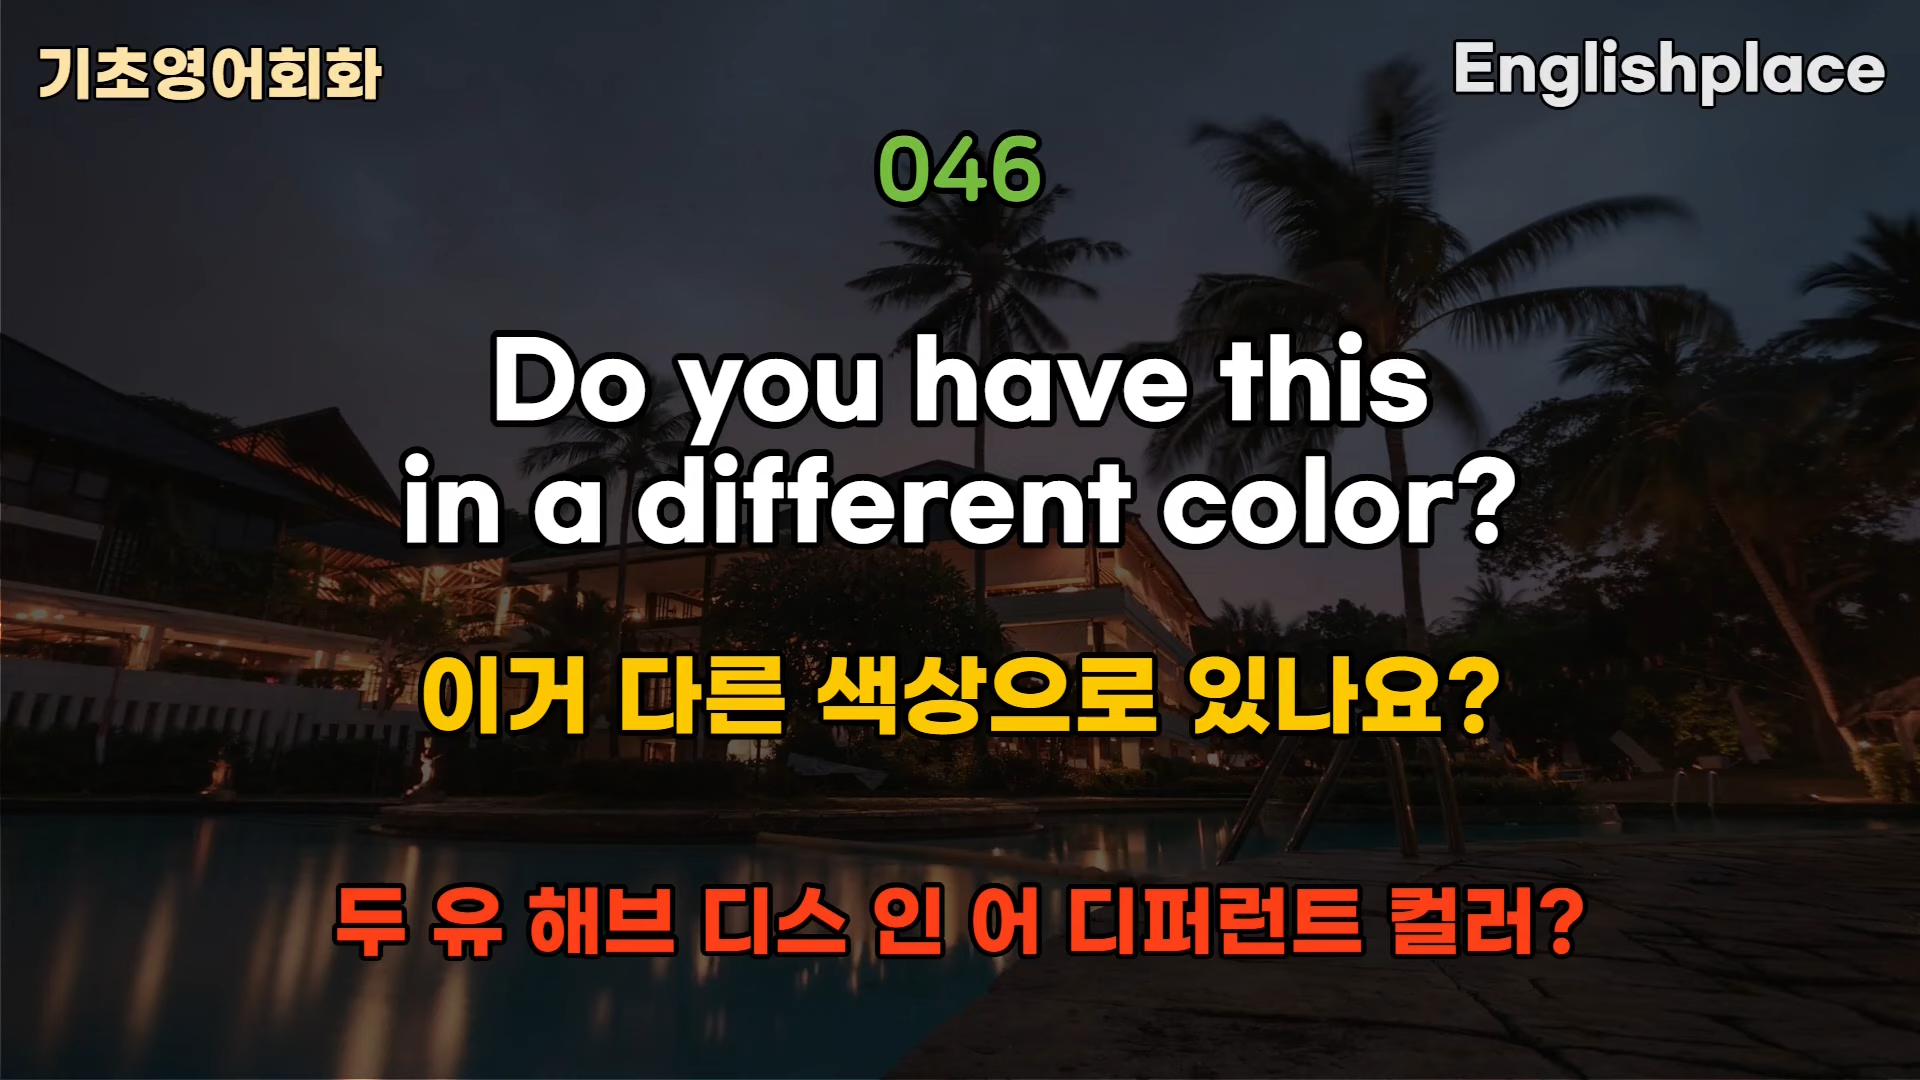 기초영어회화
Englishplace
046
Do you have this
in a different color?
이거 다른 색상으로 있나요?
두 유 해브 디스 인 어 디퍼런트 컬러?